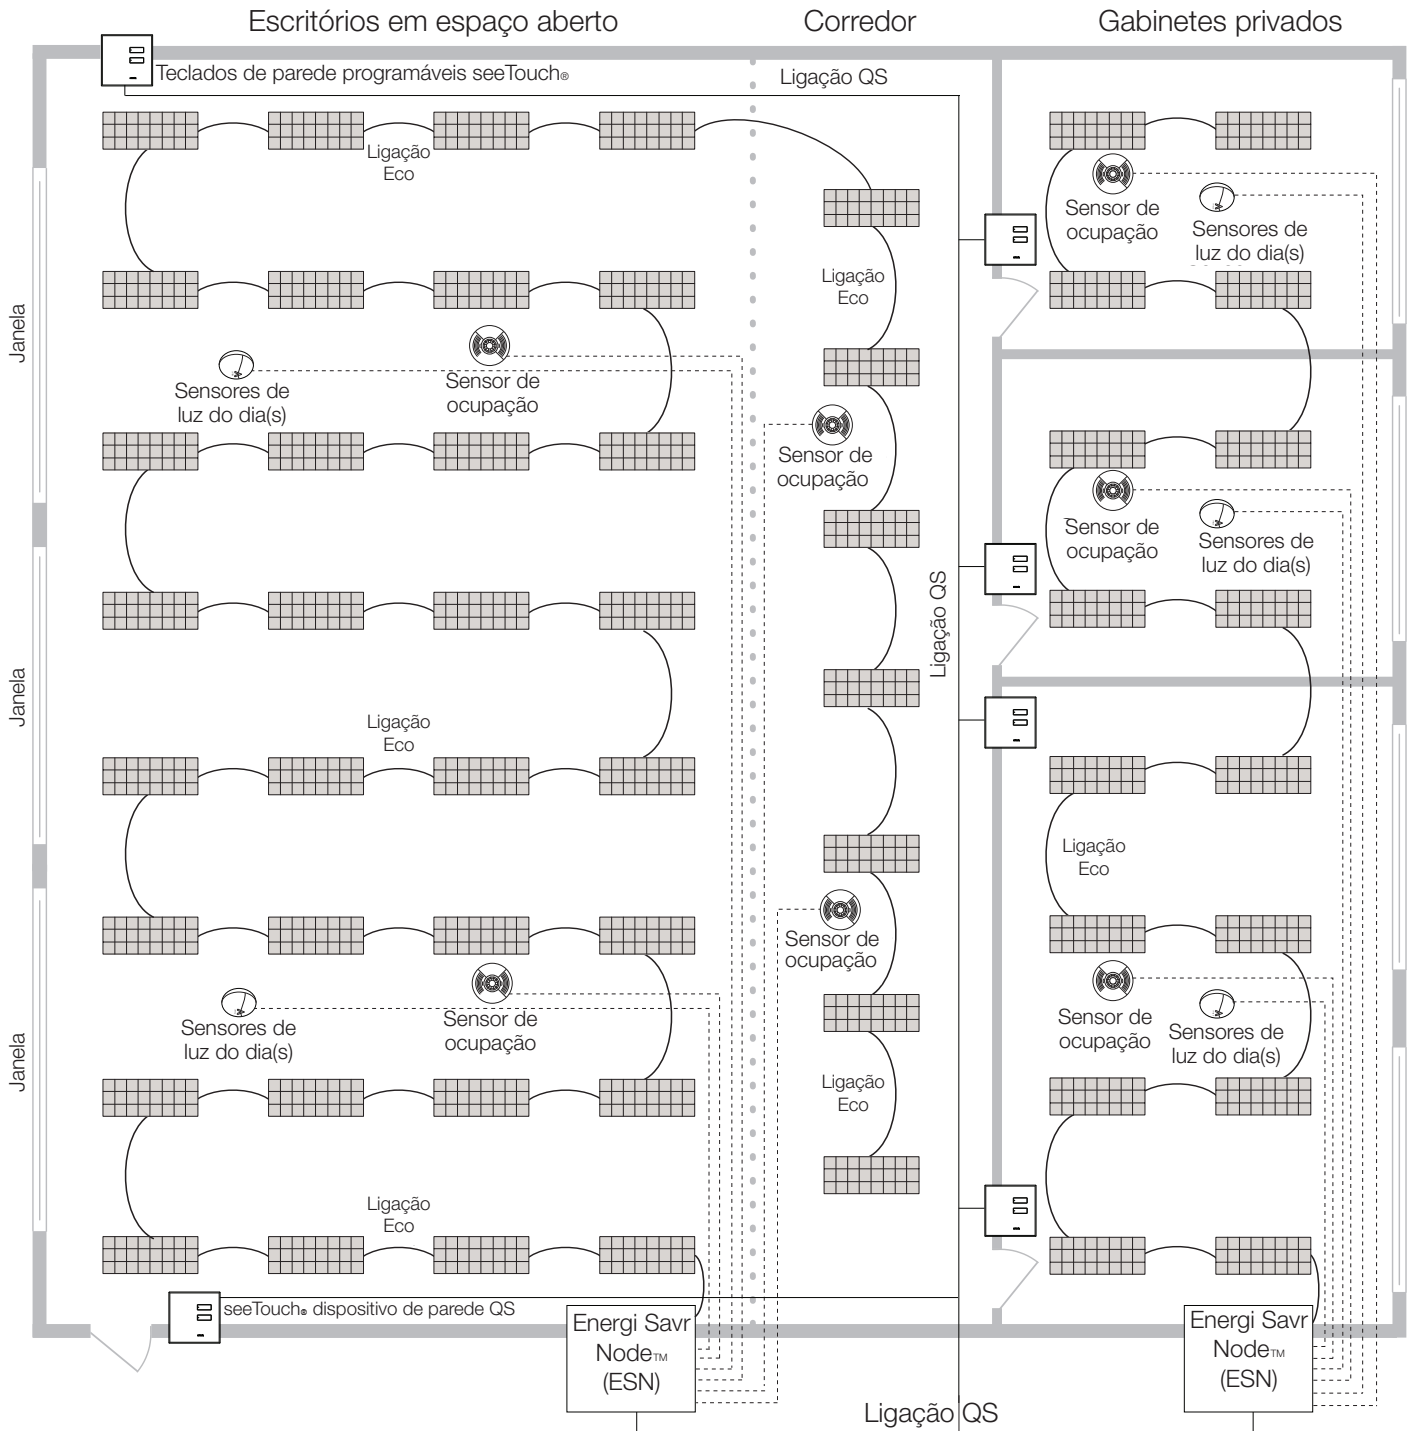 Escritórios em espaço aberto
Corredor
Gabinetes privados
Teclados de parede programáveis seeTouch®
Ligação QS
Ligação
Eco
Sensor de
ocupação
Sensores de
luz do dia(s)
Ligação
Eco
Janela
Sensores de
luz do dia(s)
Sensor de
ocupação
Sensor de
ocupação
Sensor de
ocupação
Sensores de
luz do dia(s)
Ligação QS
Janela
Ligação
Eco
Ligação
Eco
Sensor de
ocupação
Janela
Sensores de
luz do dia(s)
Sensor de
ocupação
Sensor de
ocupação
Sensores de
luz do dia(s)
Ligação
Eco
Ligação
Eco
seeTouch® dispositivo de parede QS
Energi Savr
Node™
(ESN)
Energi Savr
Node™
(ESN)
Ligação QS